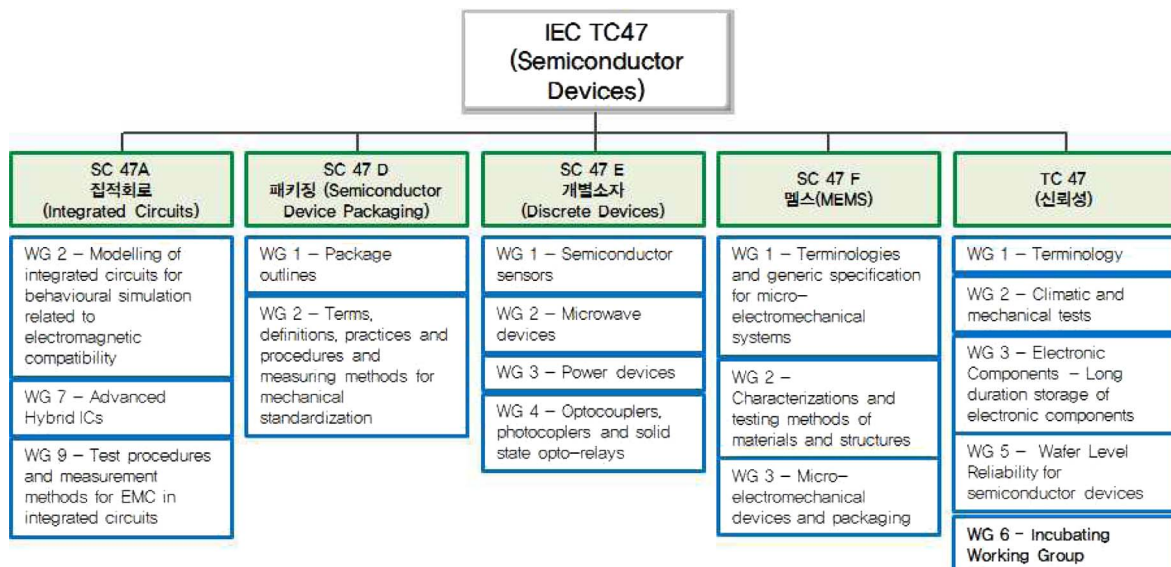 IEC TC47
(Semiconductor
Devices)
SC 47A
집적회로
(Integrated Circuits)
WG 2 – Modelling of
integrated circuits for
behavioural simulation
related to
electromagnetic
compatibility
WG 7 – Advanced
Hybrid ICs
WG 9 – Test procedures
and measurement
methods for EMC in
integrated circuits
SC 47 D
패키징 (Semiconductor
Device Packaging)
WG 1 – Package
outlines
WG 2 – Terms,
definitions, practices and
procedures and
measuring methods for
mechanical
standardization
SC 47 E
개별소자
(Discrete Devices)
WG 1 – Semiconductor
sensors
WG 2 – Microwave
devices
WG 3 – Power devices
WG 4 – Optocouplers,
photocoplers and solid
state opto–relays
SC 47 F
멤스(MEMS)
WG 1 – Terminologies
and generic specification
for micro–
electromechanical
systems
WG 2 –
Characterizations and
testing methods of
materials and structures
WG 3 – Micro–
electromechanical
devices and packaging
TC 47
(신뢰성)
WG 1 – Terminology
WG 2 – Climatic and
mechanical tests
WG 3 – Electronic
Components – Long
duration storage of
electronic components
WG 5 – Wafer Level
Reliability for
semiconductor devices
WG 6 – Incubating
Working Group